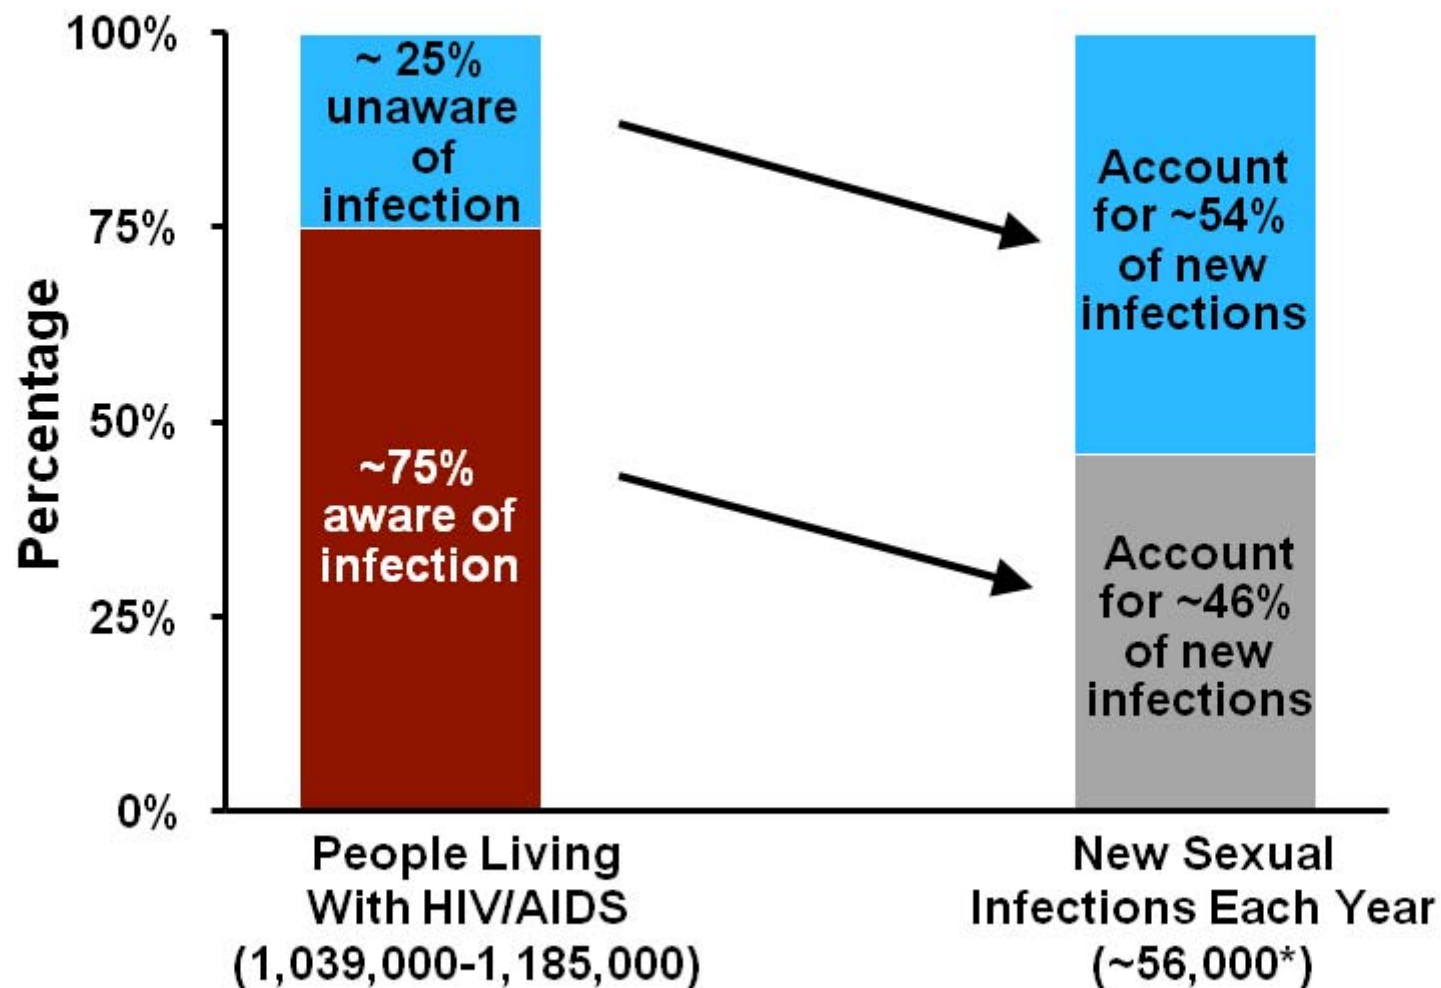 Percentage
100%
75%
50%
25%
0%
~ 25%
unaware
of
infection
~75%
aware of
infection
Account
for ~54%
of new
infections
Account
for ~46%
of new
infections
People Living
With HIV/AIDS
(1,039,000-1,185,000)
New Sexual
Infections Each Year
(~56,000*)